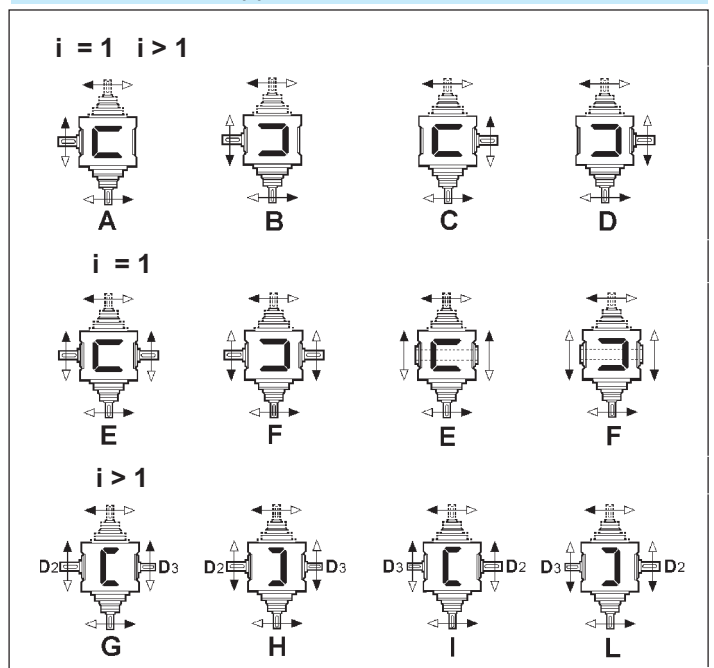 i = 1 i > 1
A B C D
i = 1
E F E F
i > 1
D2 D3 D2 D3 D3 D2 D3 D2
G H I L